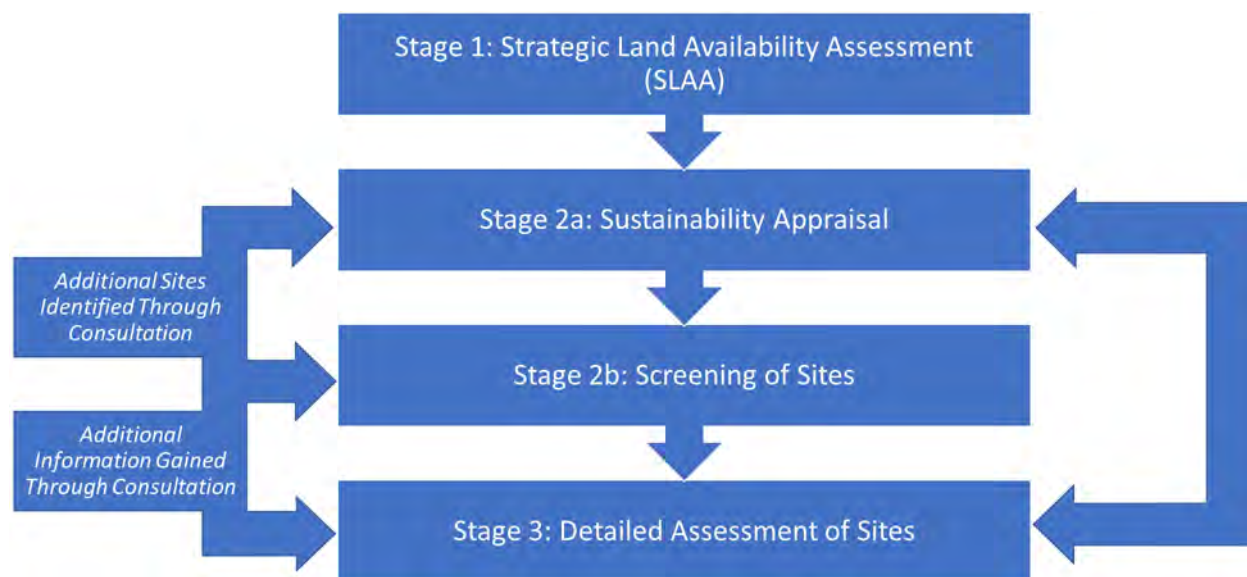 Stage 1: Strategic Land Availability Assessment
(SLAA)
Stage 2a: Sustainability Appraisal
Additional Sites
Identified Through
Consultation
Stage 2b: Screening of Sites
Additional
Information Gained
Through Consultation
Stage 3: Detailed Assessment of Sites